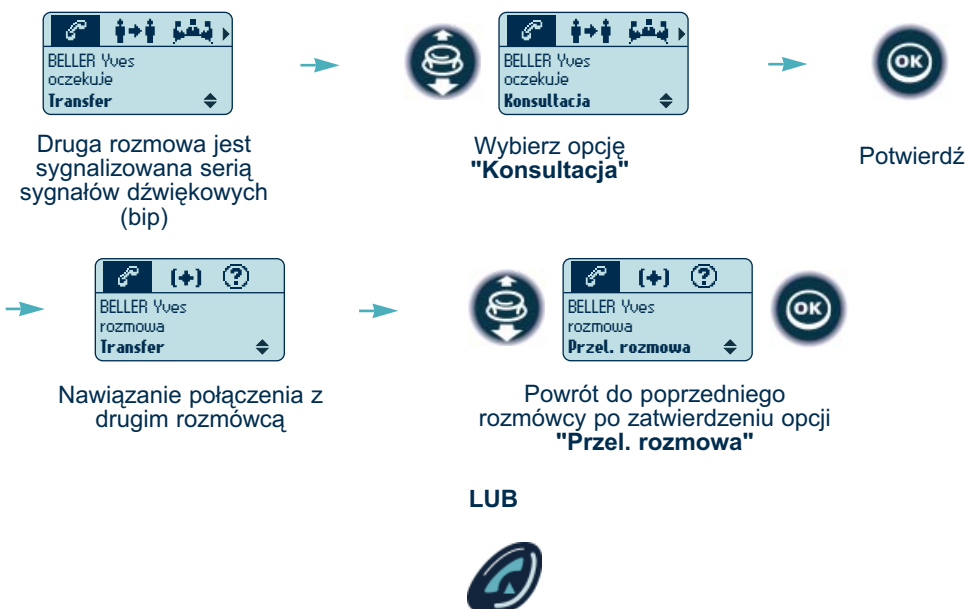 BELLER Yves
oczekuje
Transfer
BELLER Yves
oczekuje
Konsultacja
OK
Druga rozmowa jest
sygnalizowana serią
sygnałów dźwiękowych
(bip)
Wybierz opcję
"Konsultacja"
Potwierdź
BELLER Yves
rozmowa
Transfer
BELLER Yves
rozmowa
Przel. rozmowa
OK
Nawiązanie połączenia z
drugim rozmówcą
Powrót do poprzedniego
rozmówcy po zatwierdzeniu opcji
"Przel. rozmowa"
LUB